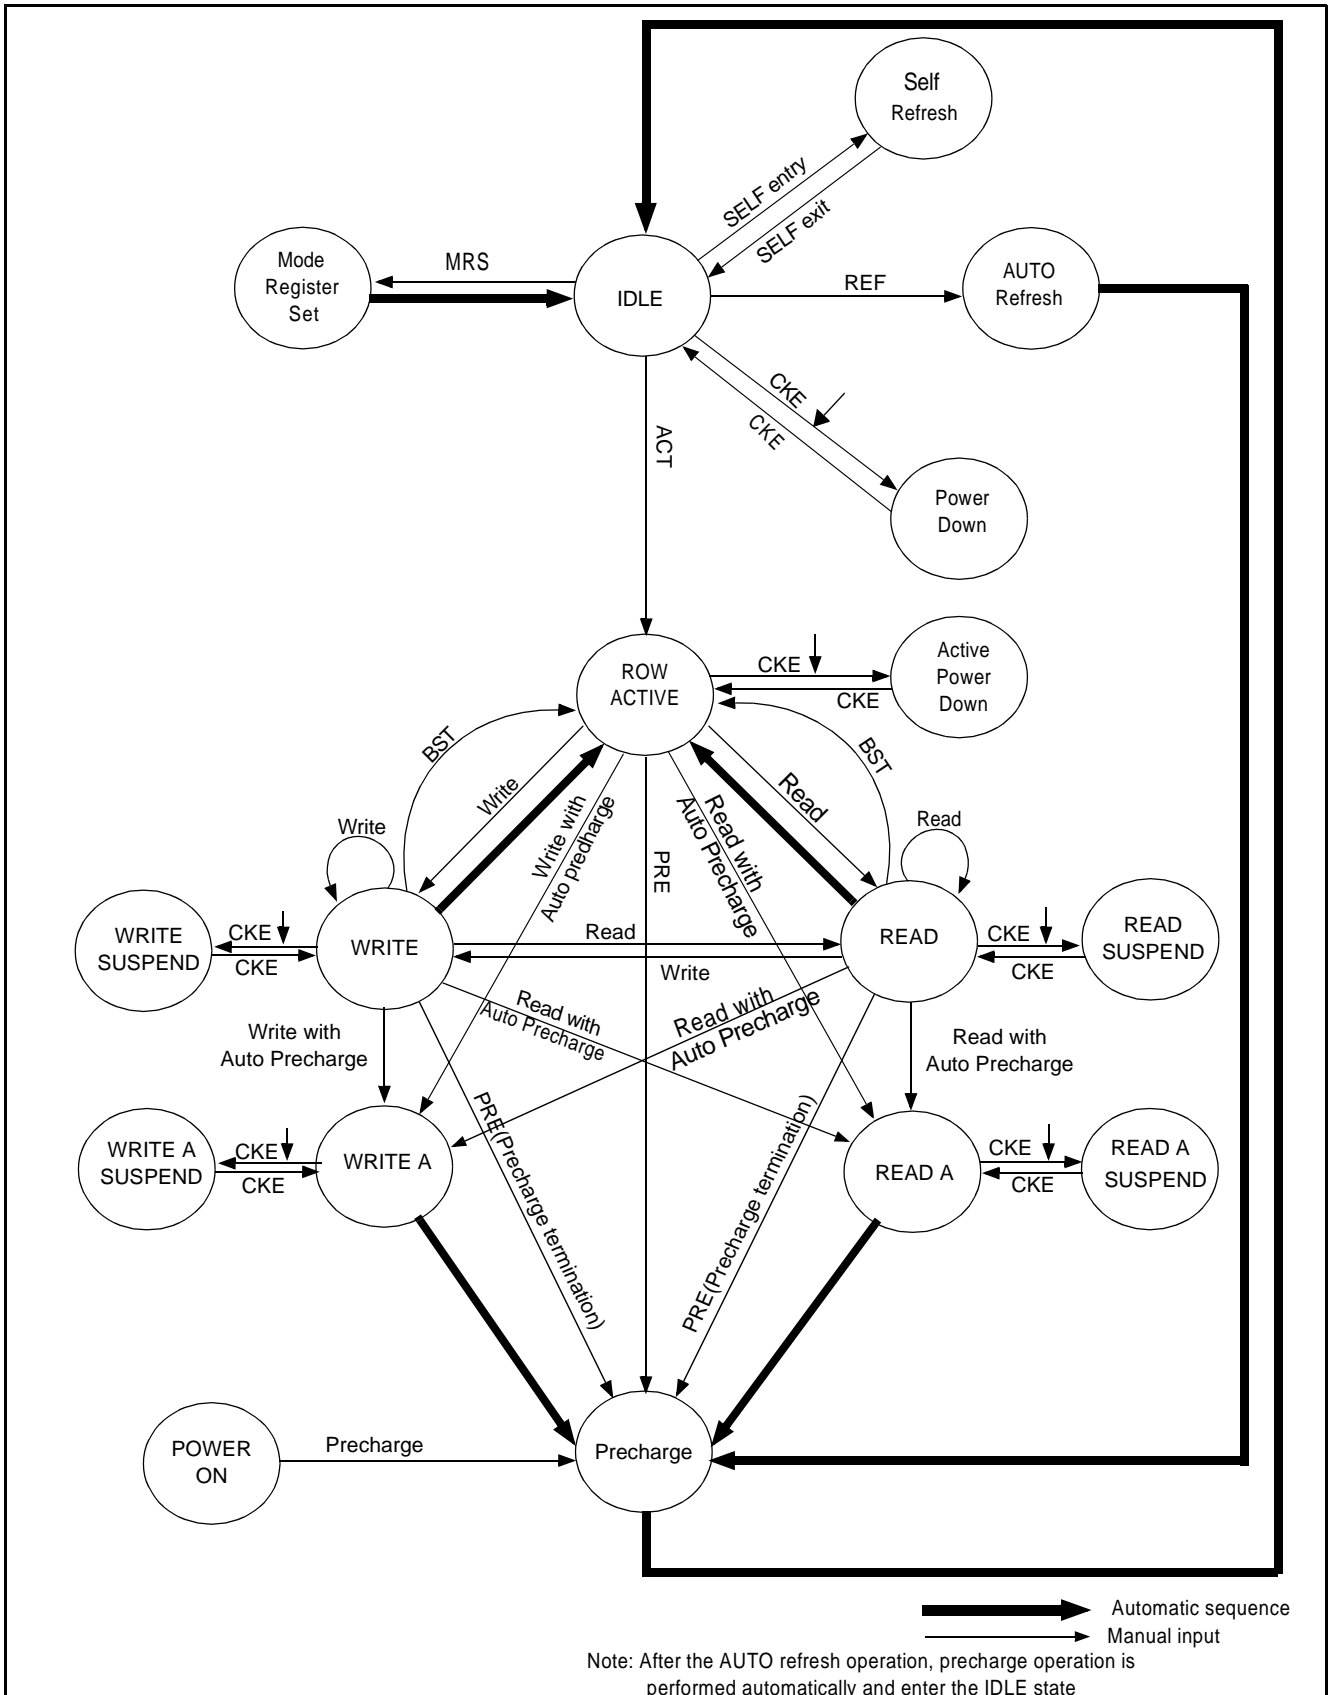 Self
Refresh
SELF entry
SELF exit
Mode
Register
Set
MRS
IDLE
REF
AUTO
Refresh
CKE
CKE
ACT
Power
Down
ROW
ACTIVE
CKE
CKE
Active
Power
Down
BST
Write
Write with
Auto predharge
PRE
Read with
Auto Precharge
Read
BST
Write
Read
WRITE
SUSPEND
CKE
CKE
WRITE
Read
Write
READ
CKE
CKE
READ
SUSPEND
Write with
Auto Precharge
Read with
Auto Precharge
Read with
Auto Precharge
Read with
Auto Precharge
WRITE A
SUSPEND
CKE
CKE
WRITE A
PRE(Precharge termination)
PRE(Precharge termination)
READ A
CKE
CKE
READ A
SUSPEND
POWER
ON
Precharge
Precharge
Automatic sequence
Manual input
Note: After the AUTO refresh operation, precharge operation is
performed automatically and enter the IDLE state